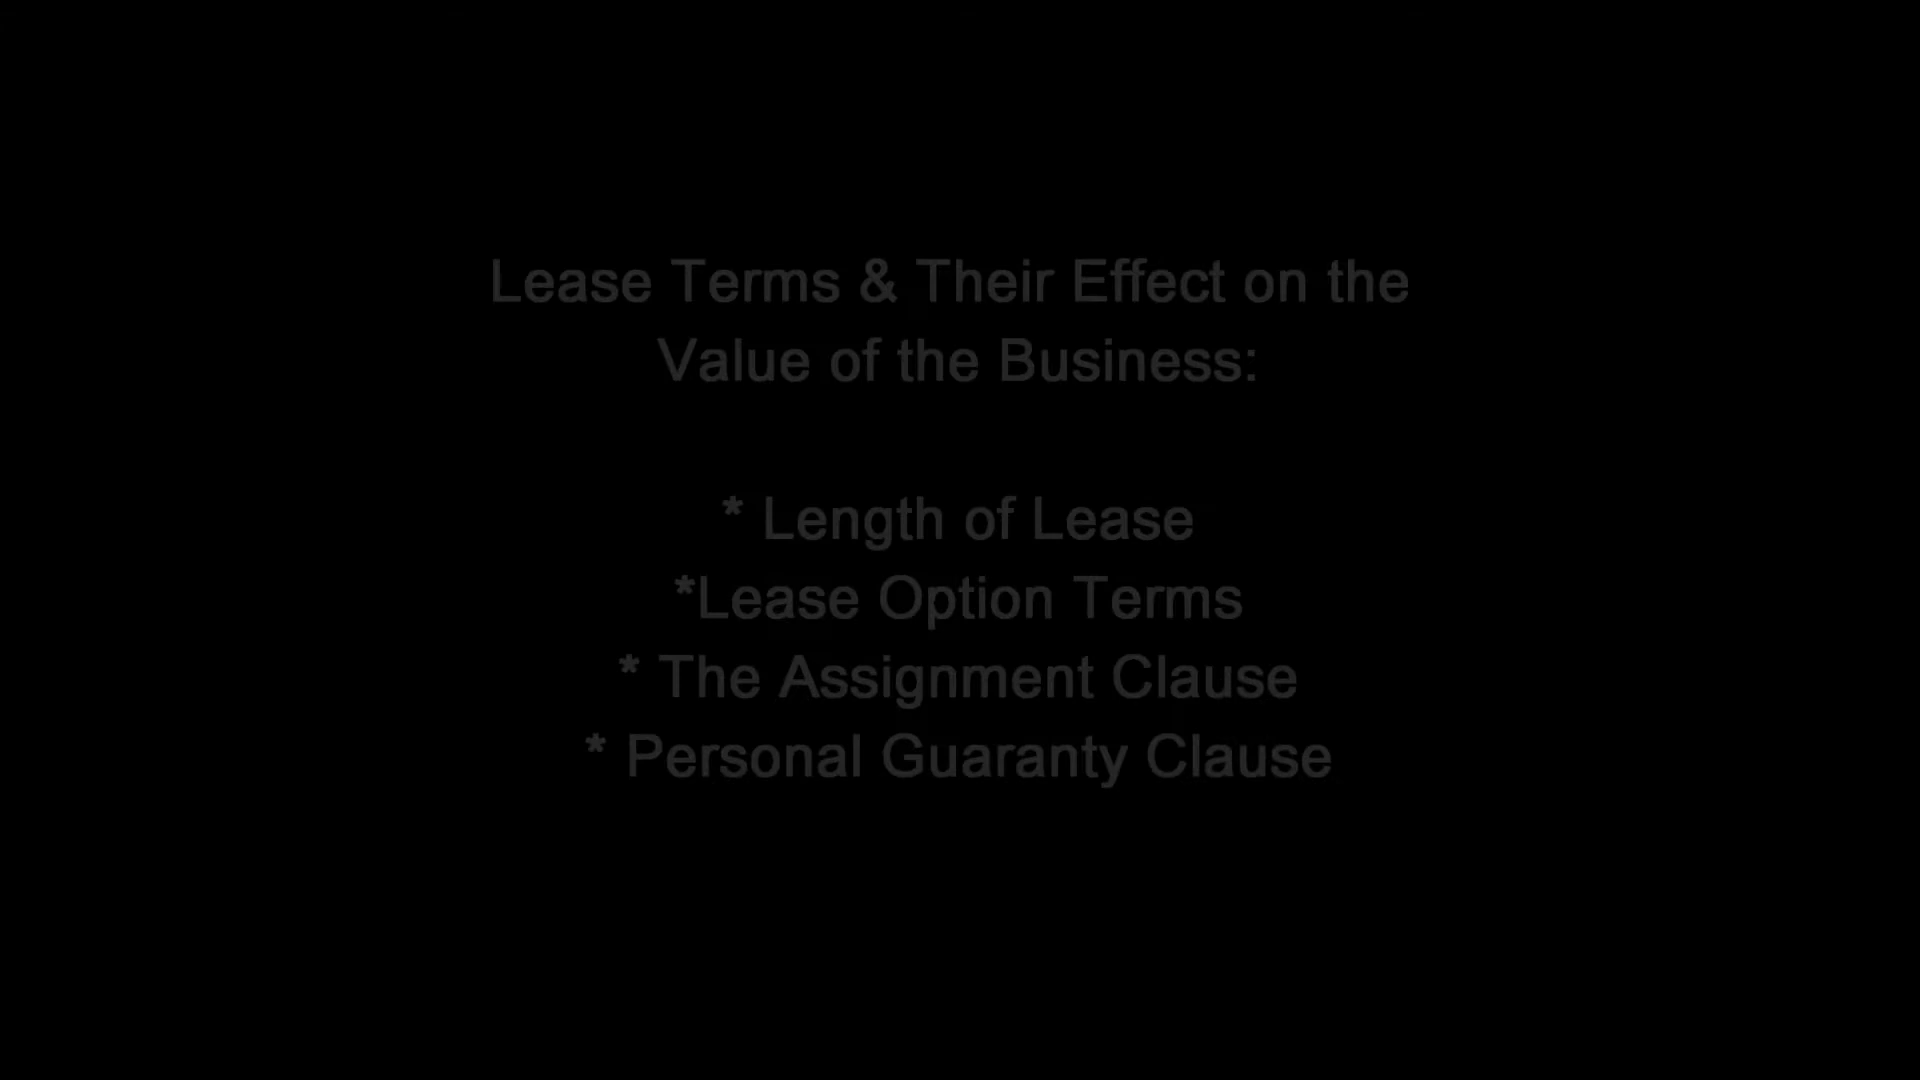 Lease Terms & Their Effect on the
Value of the Business:
* Length of Lease
*Lease Option Terms
* The Assignment Clause
* Personal Guaranty Clause